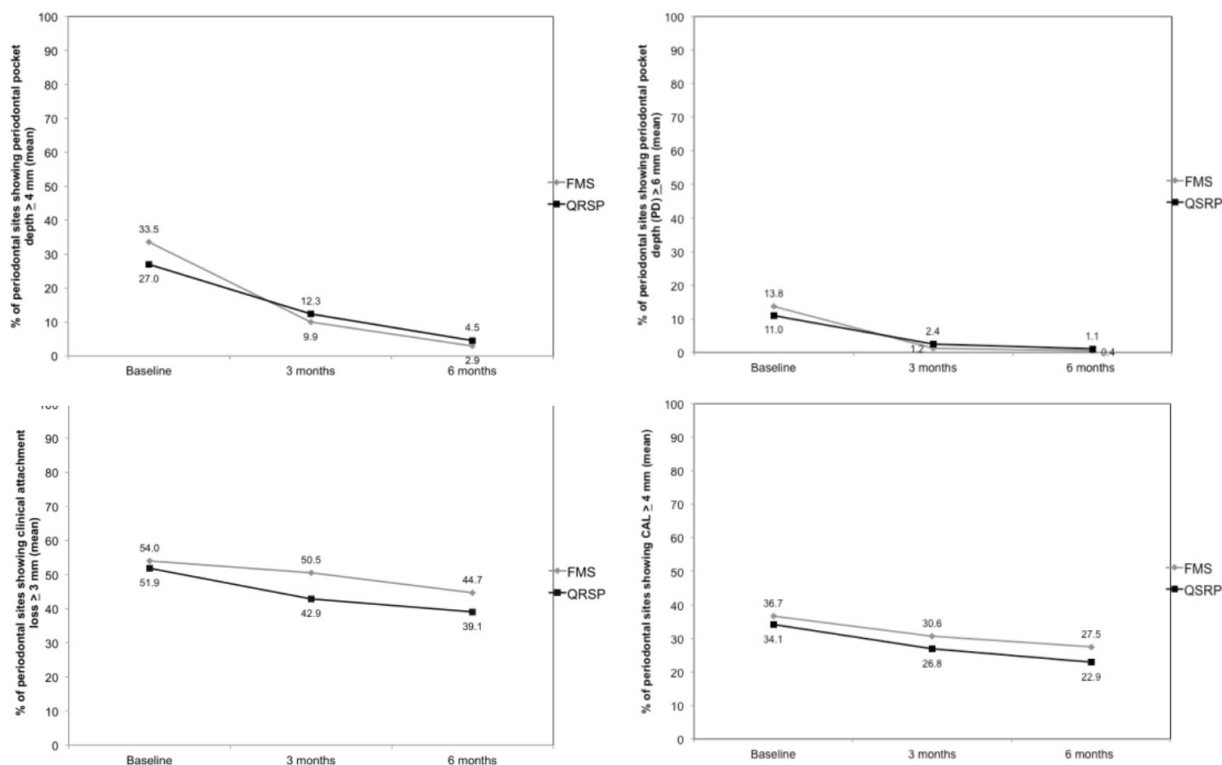 % of periodontal sites showing periodontal pocket
depth ≥ 4 mm (mean)
100
90
80
70
60
50
40
30
20
10
0
33.5
27.0
12.3
9.9
4.5
2.9
Baseline
3 months
6 months
FMS
QRSP
% of periodontal sites showing periodontal pocket
depth (PD) ≥ 6 mm (mean)
100
90
80
70
60
50
40
30
20
10
0
13.8
11.0
2.4
1.2
1.1
0.4
Baseline
3 months
6 months
FMS
QSRP
% of periodontal sites showing clinical attachment
loss ≥ 3 mm (mean)
100
90
80
70
60
50
40
30
20
10
0
54.0
51.9
50.5
42.9
44.7
39.1
Baseline
3 months
6 months
FMS
QRSP
% of periodontal sites showing CAL ≥ 4 mm (mean)
100
90
80
70
60
50
40
30
20
10
0
36.7
34.1
30.6
26.8
27.5
22.9
Baseline
3 months
6 months
FMS
QSRP